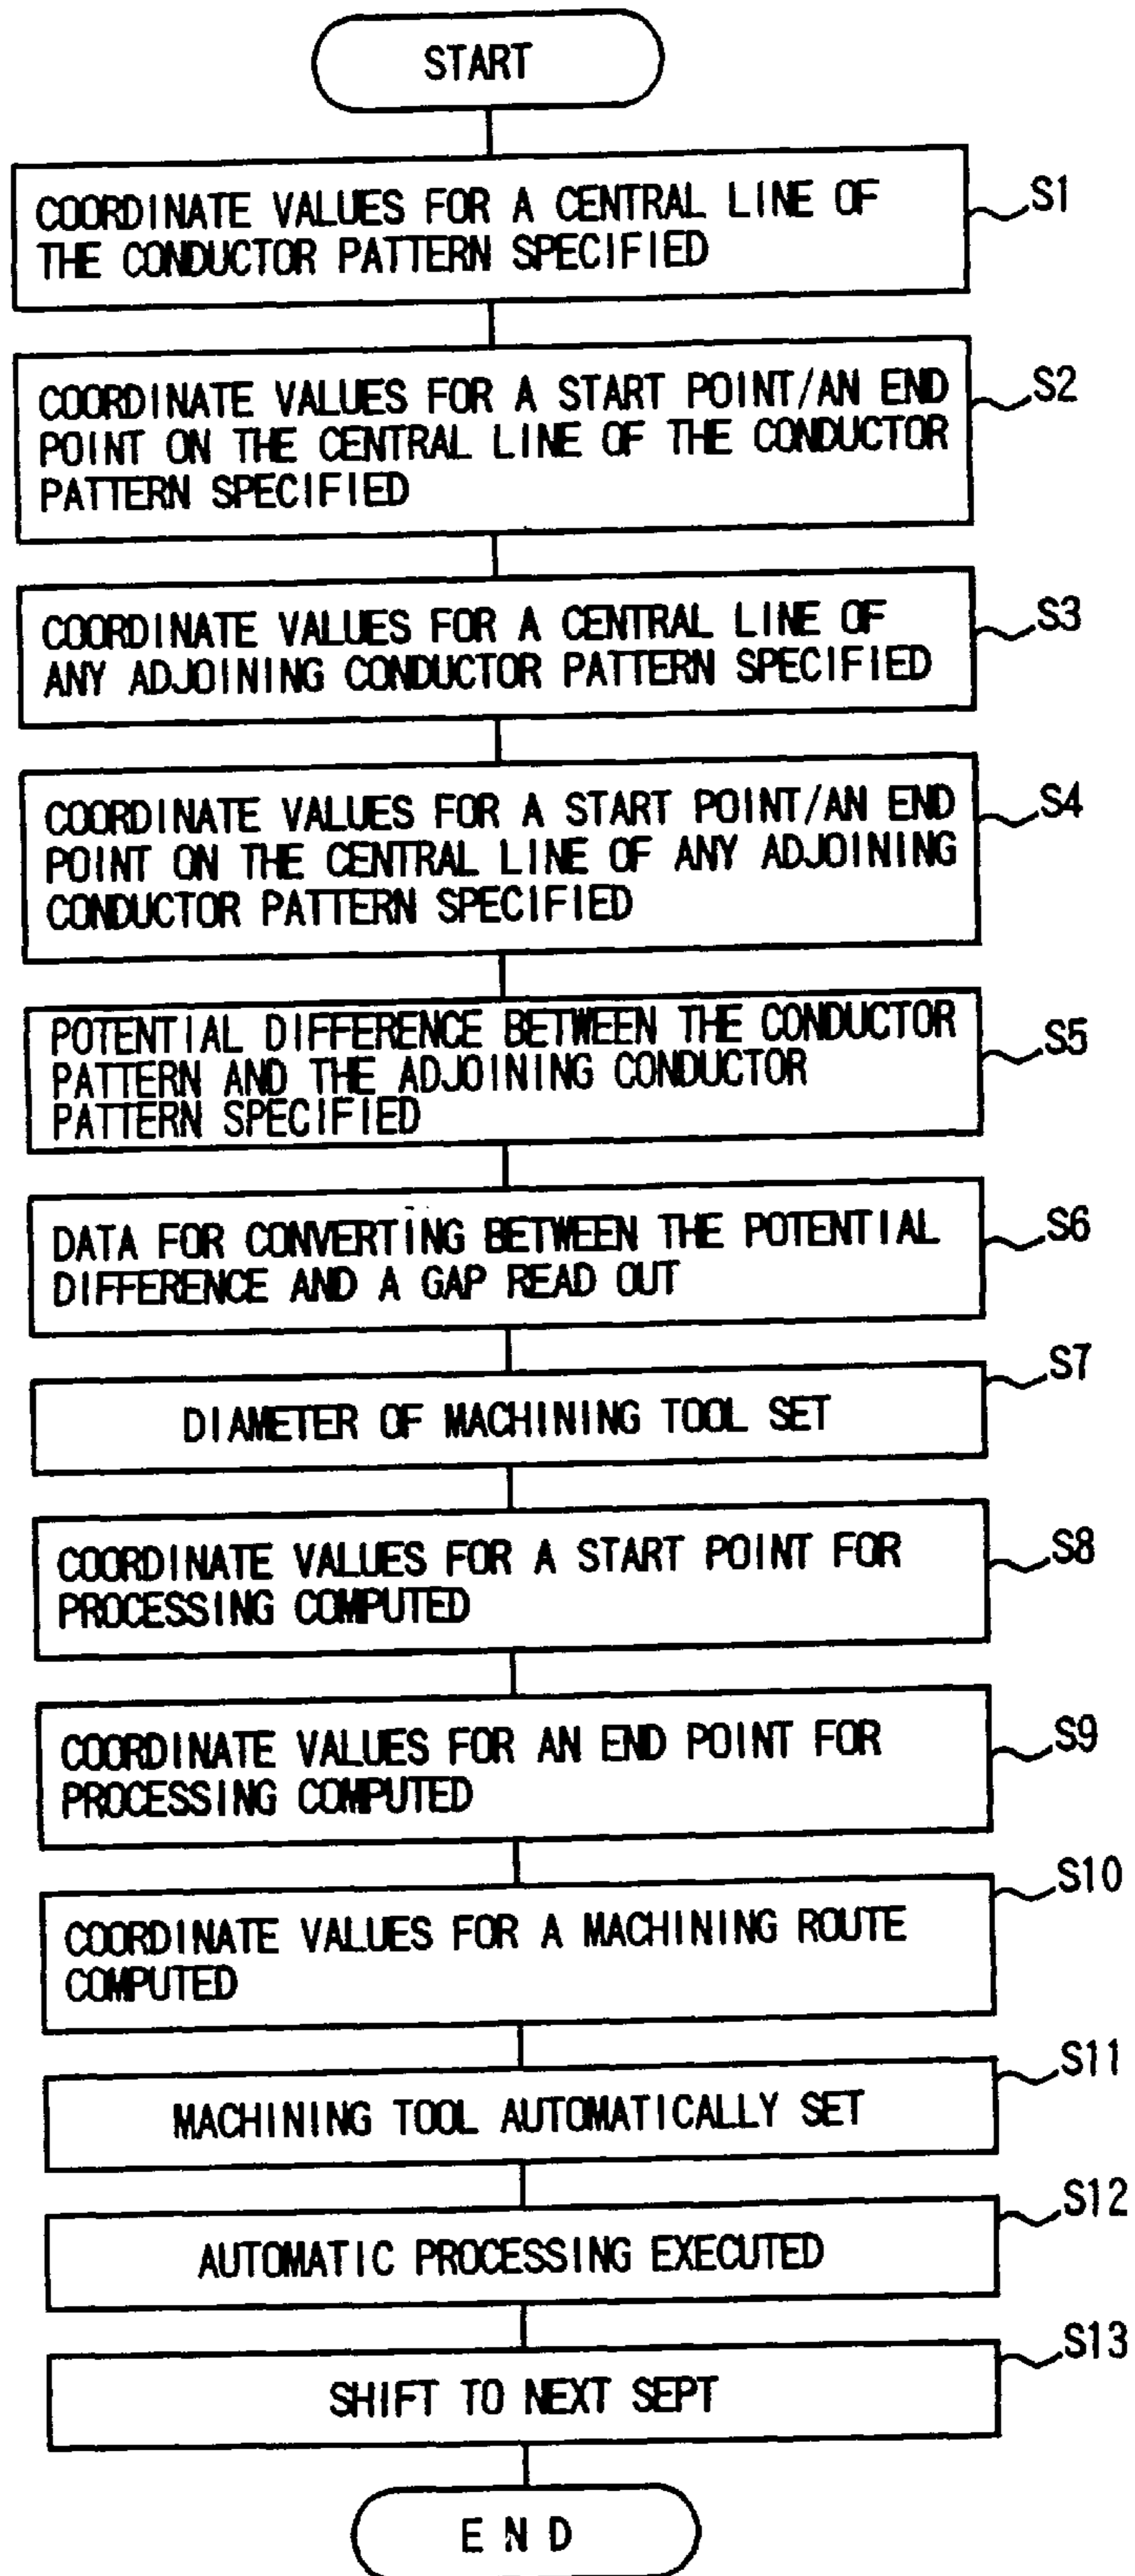 START
COORDINATE VALUES FOR A CENTRAL LINE OF
THE CONDUCTOR PATTERN SPECIFIED
S1
COORDINATE VALUES FOR A START POINT/AN END
POINT ON THE CENTRAL LINE OF THE CONDUCTOR
PATTERN SPECIFIED
S2
COORDINATE VALUES FOR A CENTRAL LINE OF
ANY ADJOINING CONDUCTOR PATTERN SPECIFIED
S3
COORDINATE VALUES FOR A START POINT/AN END
POINT ON THE CENTRAL LINE OF ANY ADJOINING
CONDUCTOR PATTERN SPECIFIED
S4
POTENTIAL DIFFERENCE BETWEEN THE CONDUCTOR
PATTERN AND THE ADJOINING CONDUCTOR
PATTERN SPECIFIED
S5
DATA FOR CONVERTING BETWEEN THE POTENTIAL
DIFFERENCE AND A GAP READ OUT
S6
DIAMETER OF MACHINING TOOL SET
S7
COORDINATE VALUES FOR A START POINT FOR
PROCESSING COMPUTED
S8
COORDINATE VALUES FOR AN END POINT FOR
PROCESSING COMPUTED
S9
COORDINATE VALUES FOR A MACHINING ROUTE
COMPUTED
S10
MACHINING TOOL AUTOMATICALLY SET
S11
AUTOMATIC PROCESSING EXECUTED
S12
SHIFT TO NEXT SEPT
S13
END